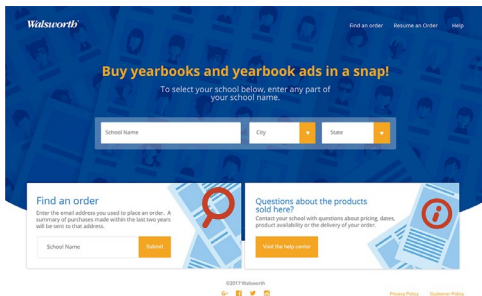 Walsworth
Find an order Resume an Order Help
Buy yearbooks and yearbook ads in a snap!
To select your school below, enter any part of
your school name.
School Name City State
Find an order
Enter the email address you used to place an order. A
summary of purchases made within the last two years
will be sent to that address.
School Name Submit
Questions about the products
sold here?
Contact your school with questions about pricing, dates,
product availability or the delivery of your order.
Visit the help center
©2017 Walsworth
G+ f
Privacy Policy Customer Policy